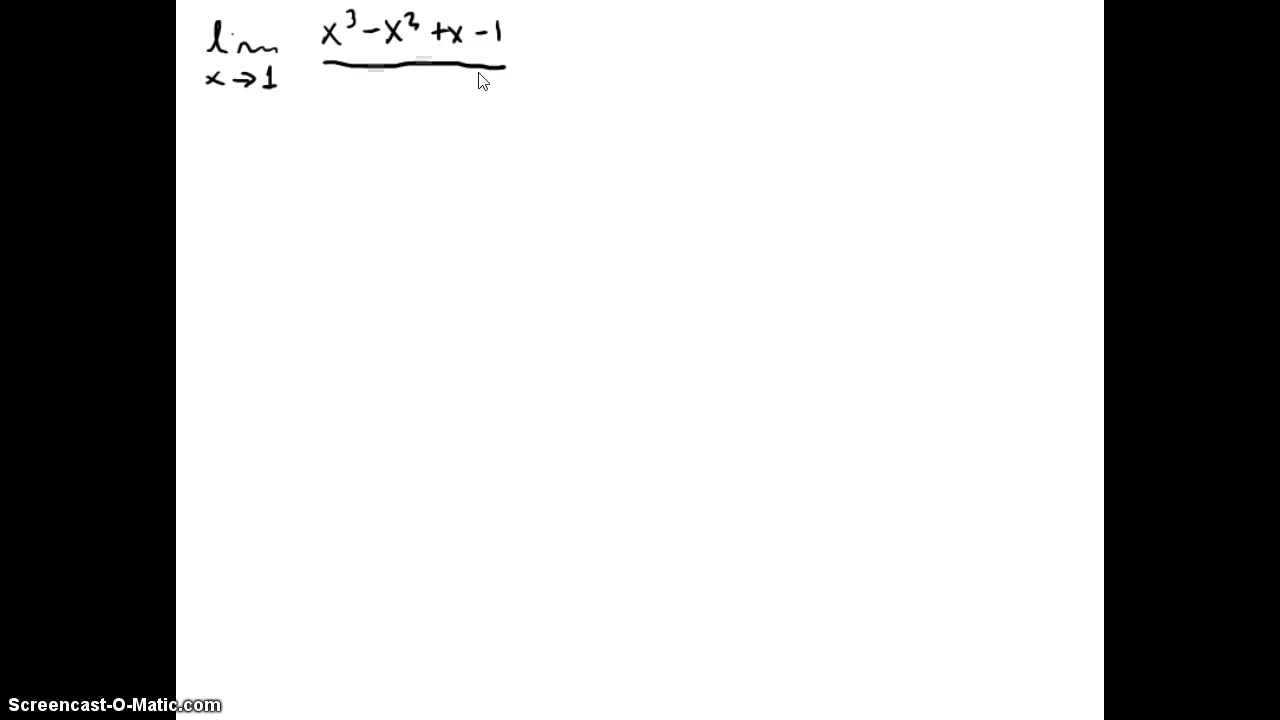 lim x³ - x² + x - 1
x → 1
Screencast-O-Matic.com